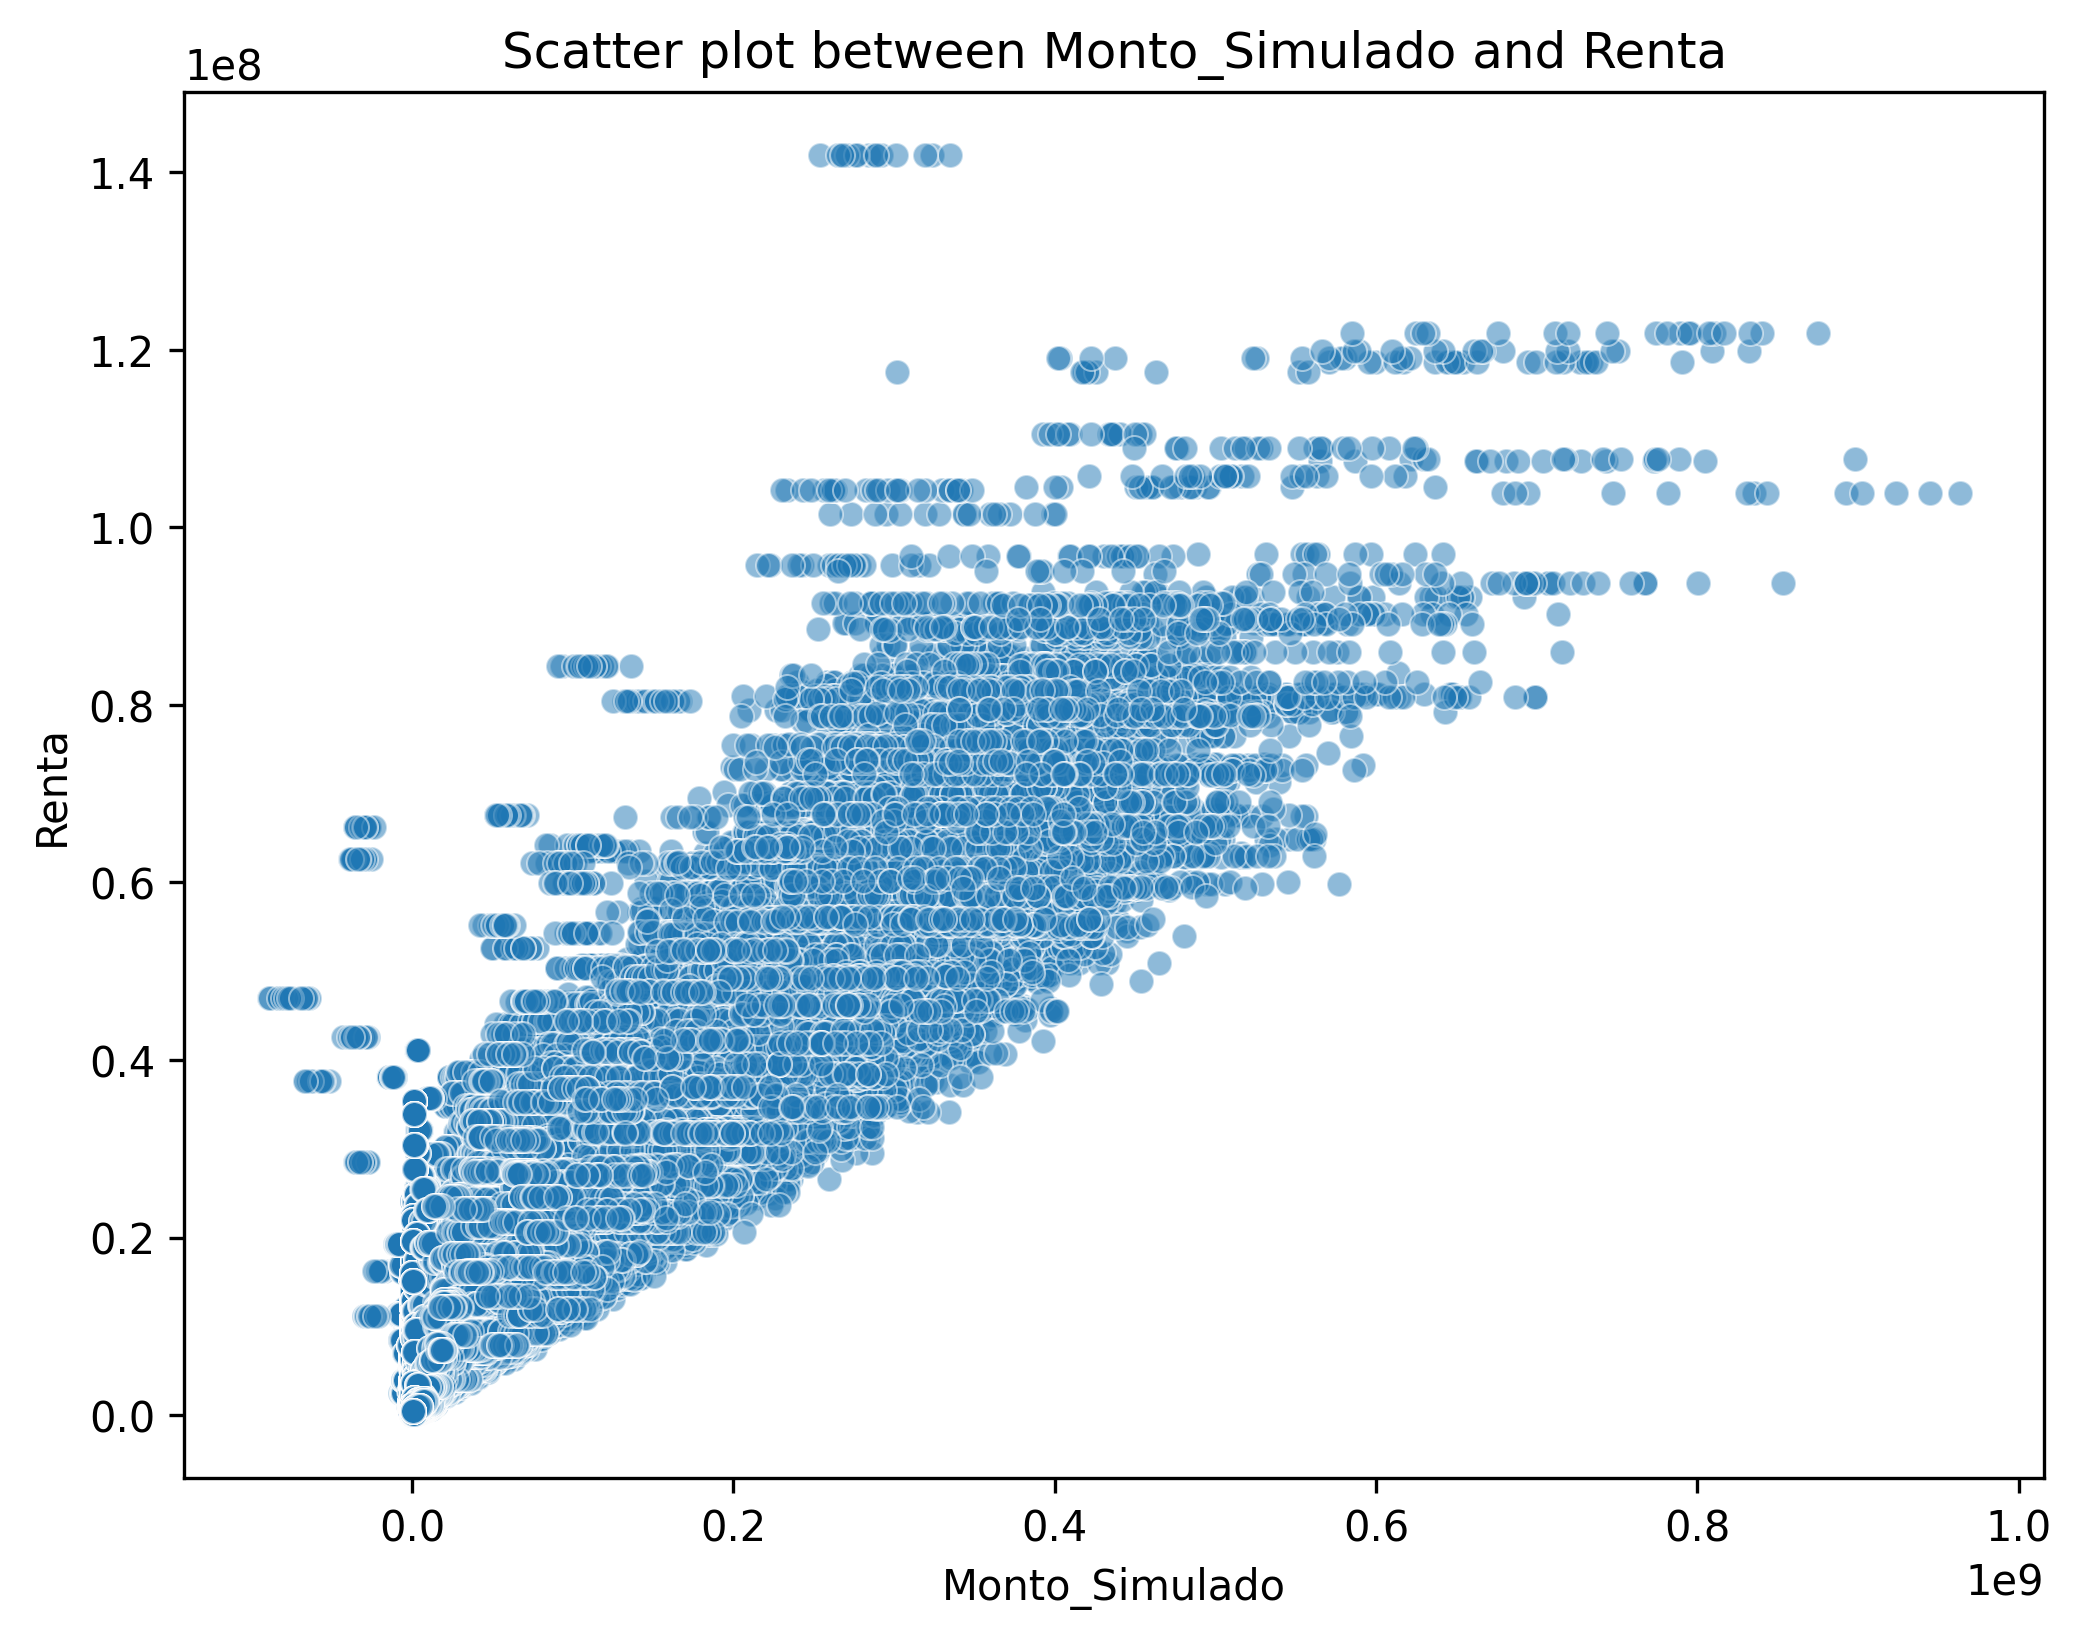 Scatter plot between Monto_Simulado and Renta
1e8
1.4
1.2
1.0
0.8
0.6
0.4
0.2
0.0
Renta
0.0 0.2 0.4 0.6 0.8 1.0
1e9
Monto_Simulado